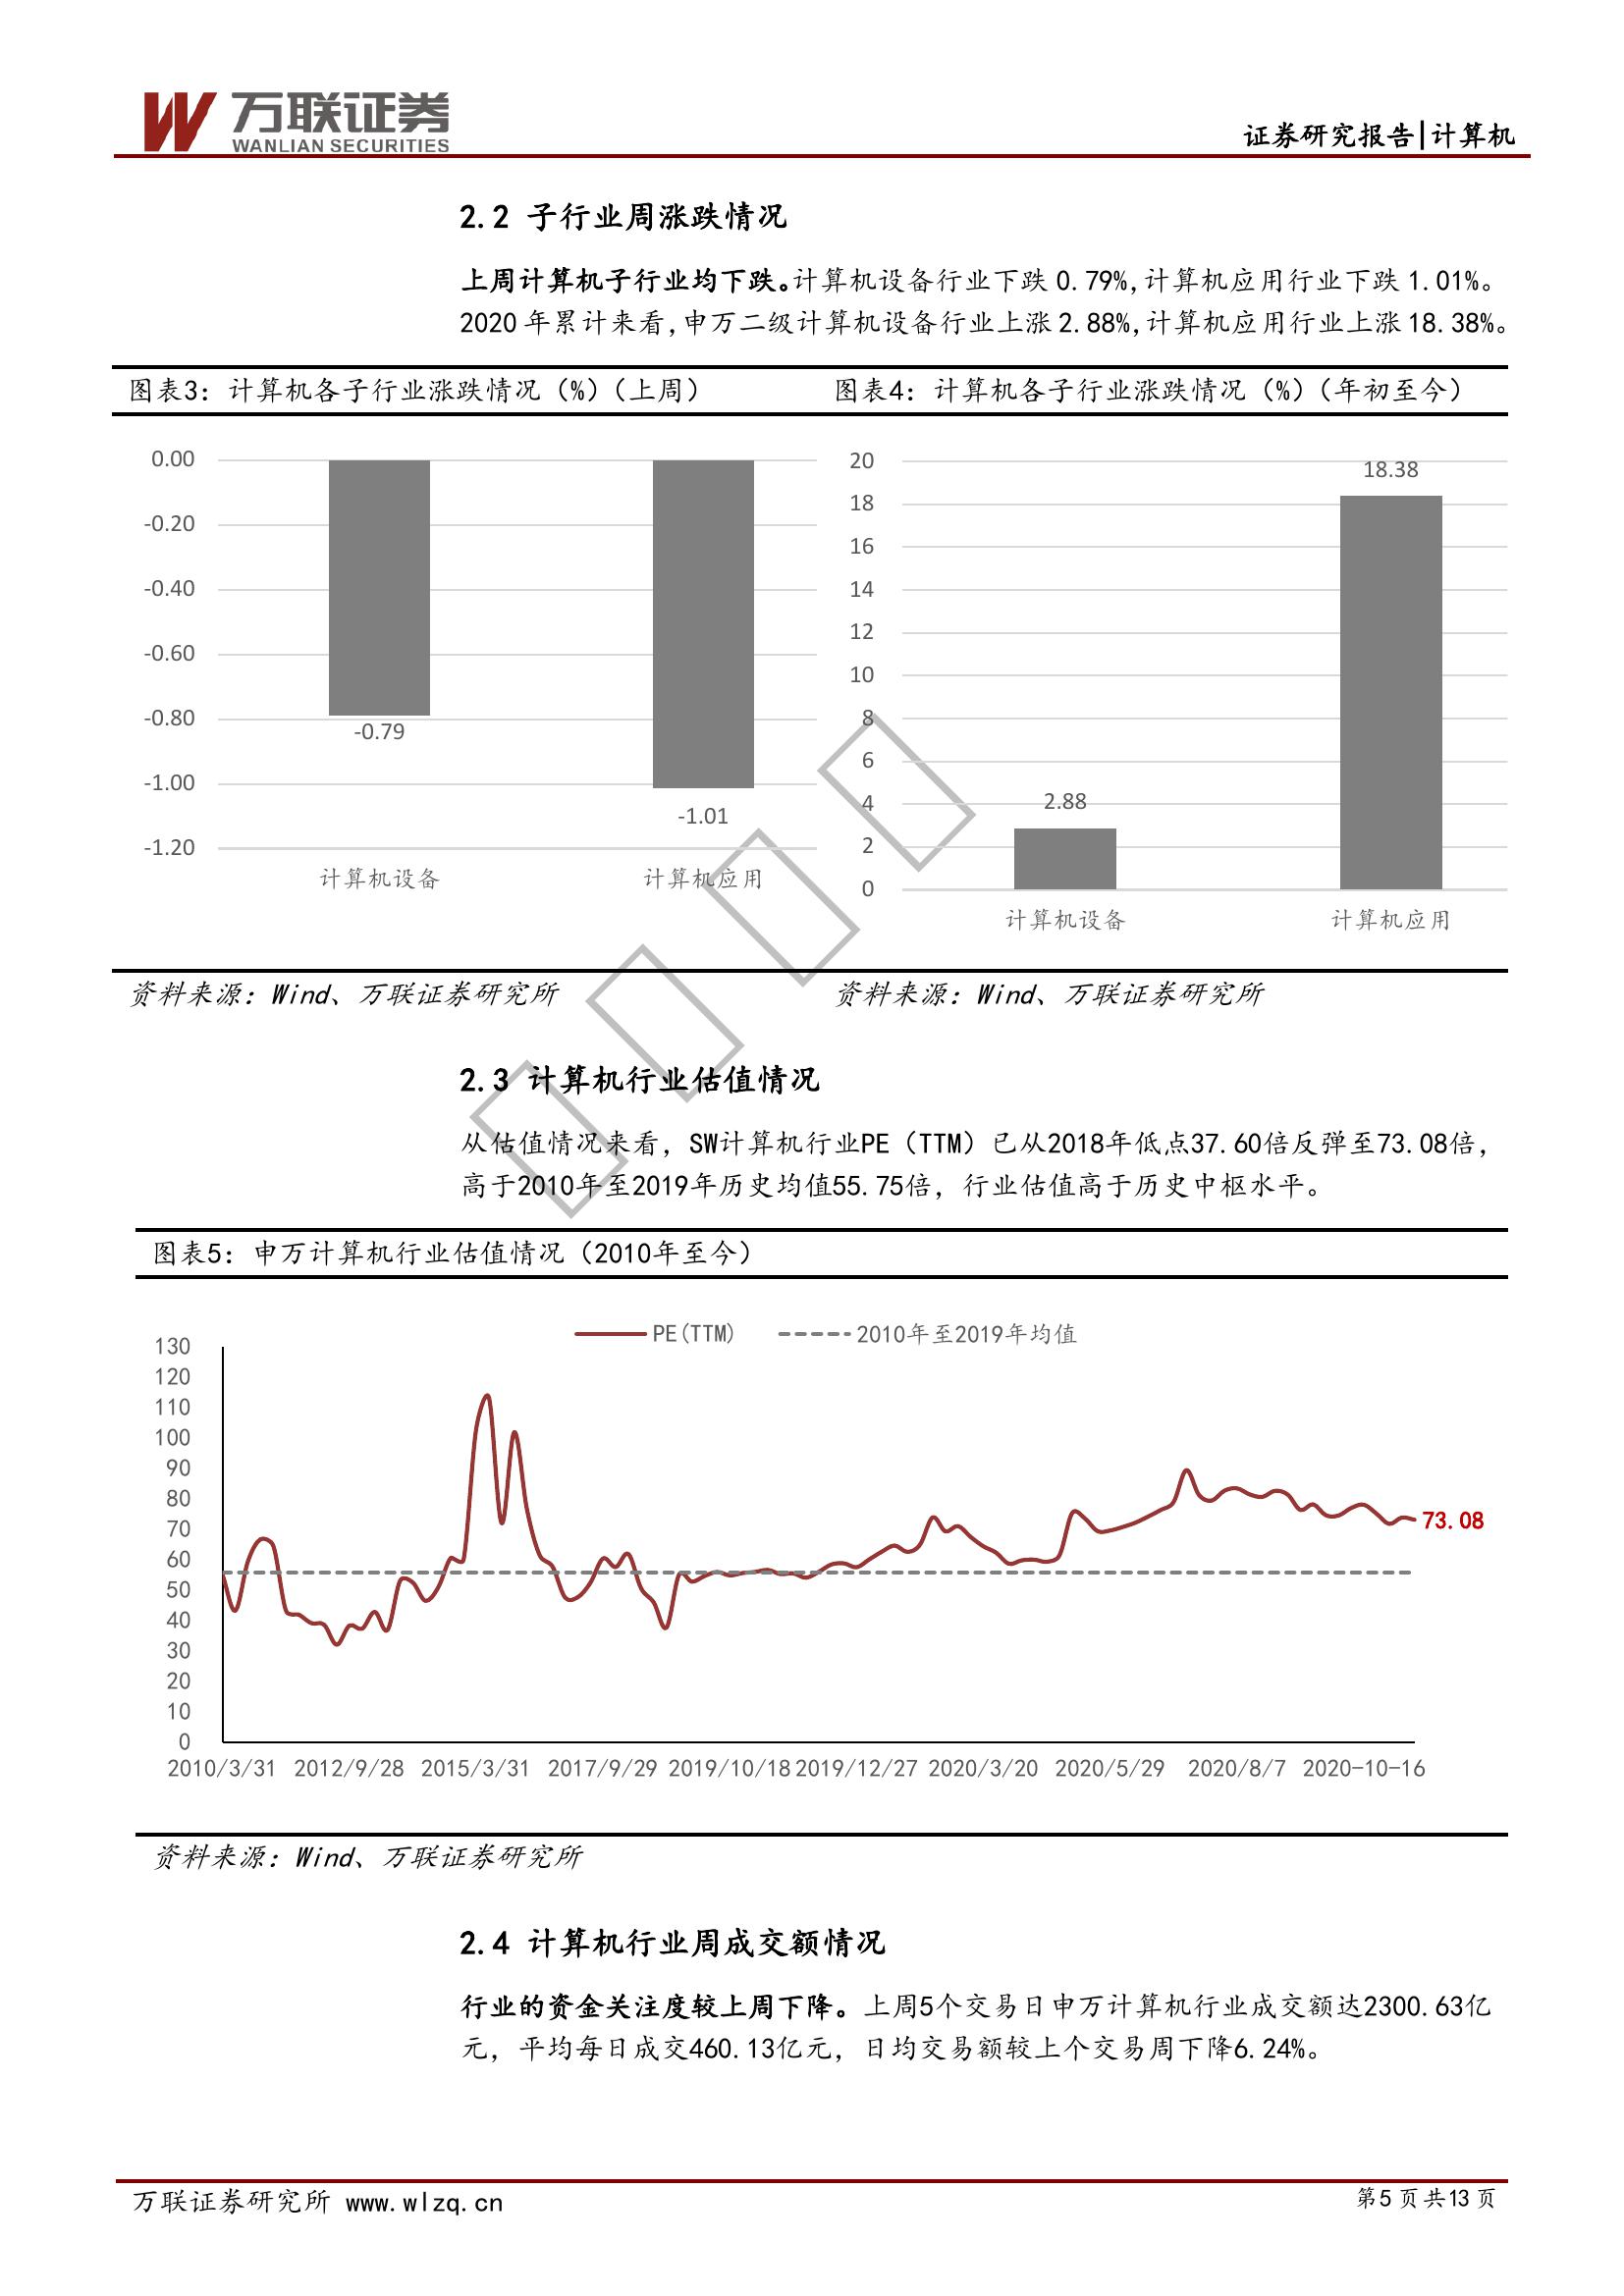 万联证券
WANLIAN SECURITIES
证券研究报告|计算机
2.2 子行业周涨跌情况
上周计算机子行业均下跌。计算机设备行业下跌 0.79%,计算机应用行业下跌 1.01%。
2020 年累计来看,申万二级计算机设备行业上涨 2.88%,计算机应用行业上涨 18.38%。
图表3：计算机各子行业涨跌情况（%）（上周）
0.00
-0.20
-0.40
-0.60
-0.80
-1.00
-1.20
-0.79
-1.01
计算机设备 计算机应用
资料来源：Wind、万联证券研究所
图表4：计算机各子行业涨跌情况（%）（年初至今）
20
18
16
14
12
10
8
6
4
2
0
2.88
18.38
计算机设备 计算机应用
资料来源：Wind、万联证券研究所
2.3 计算机行业估值情况
从估值情况来看，SW计算机行业PE（TTM）已从2018年低点37.60倍反弹至73.08倍，
高于2010年至2019年历史均值55.75倍，行业估值高于历史中枢水平。
图表5：申万计算机行业估值情况（2010年至今）
PE(TTM) 2010年至2019年均值
130
120
110
100
90
80
70
60
50
40
30
20
10
0
73.08
2010/3/31 2012/9/28 2015/3/31 2017/9/29 2019/10/18 2019/12/27 2020/3/20 2020/5/29 2020/8/7 2020-10-16
资料来源：Wind、万联证券研究所
2.4 计算机行业周成交额情况
行业的资金关注度较上周下降。上周5个交易日申万计算机行业成交额达2300.63亿
元，平均每日成交460.13亿元，日均交易额较上个交易周下降6.24%。
万联证券研究所 www.wlzq.cn
第5 页共13 页